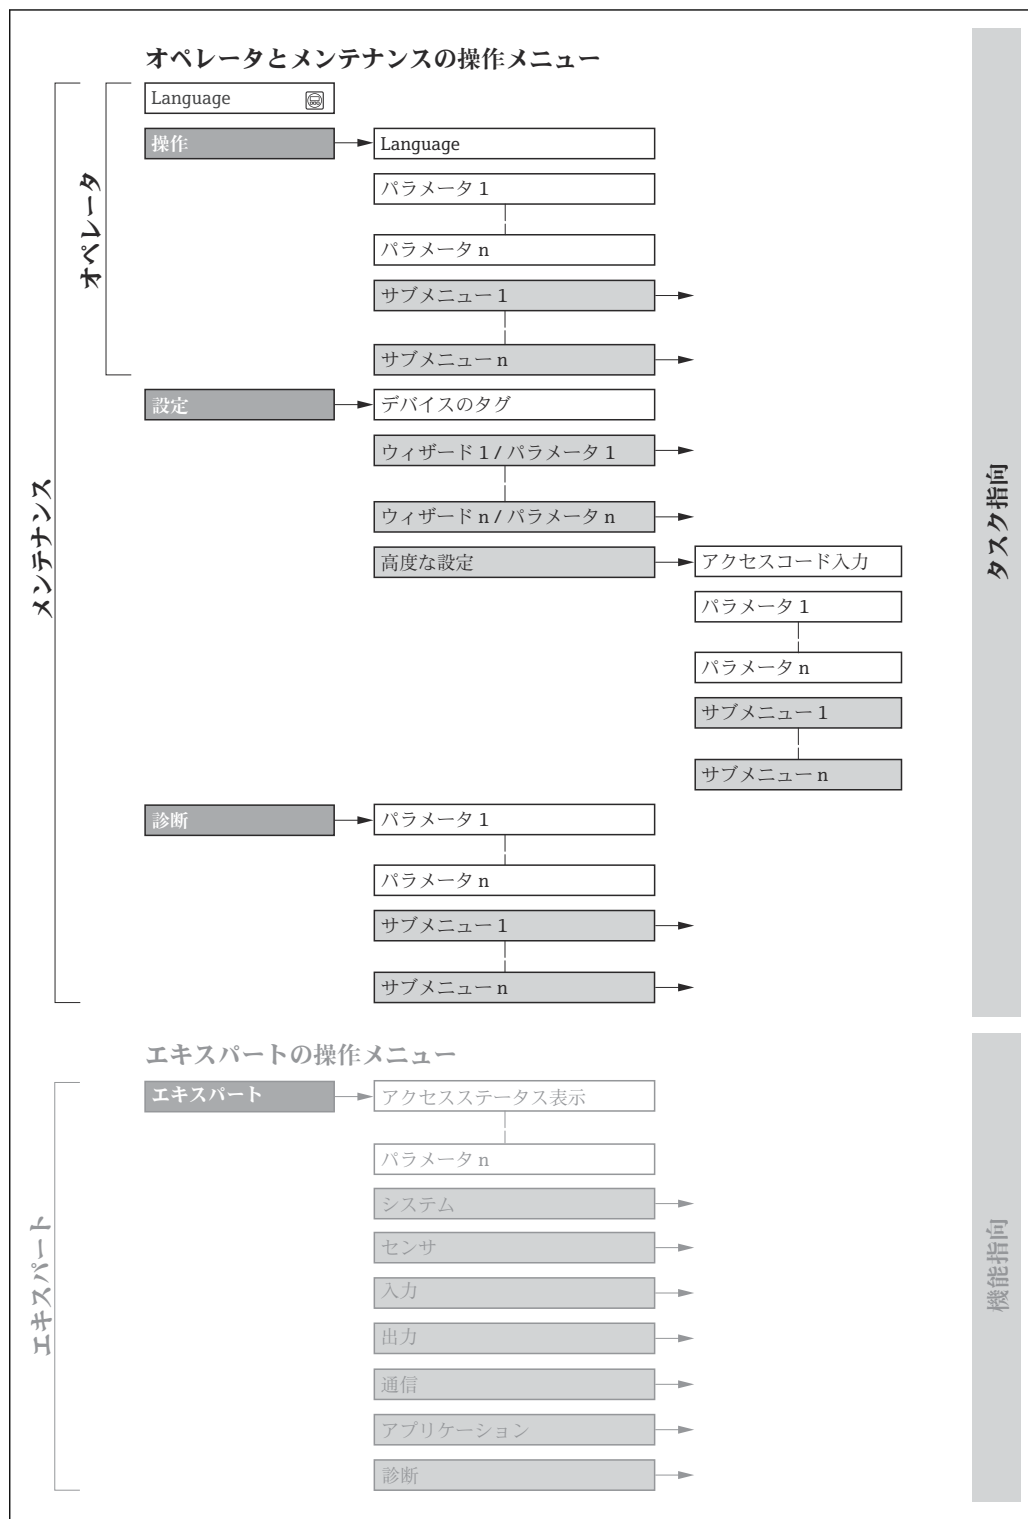 オペレータとメンテナンスの操作メニュー
Language
操作
Language
パラメータ 1
パラメータ n
サブメニュー 1
サブメニュー n
オペレータ
設定
デバイスのタグ
ウィザード 1 / パラメータ 1
ウィザード n / パラメータ n
高度な設定
アクセスコード入力
パラメータ 1
パラメータ n
サブメニュー 1
サブメニュー n
メンテナンス
タスク指向
診断
パラメータ 1
パラメータ n
サブメニュー 1
サブメニュー n
エキスパートの操作メニュー
エキスパート
アクセスステータス表示
パラメータ n
システム
センサ
入力
出力
通信
アプリケーション
診断
エキスパート
機能指向